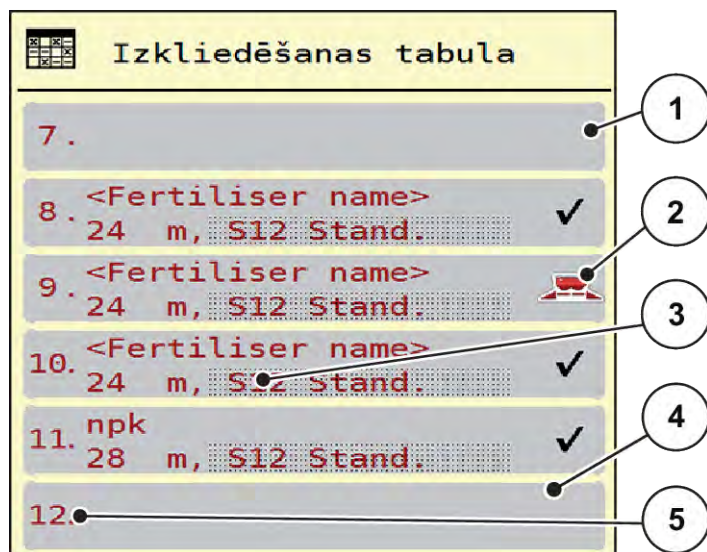 Izkliedēšanas tabula
7.
1
8. <Fertiliser name>
24 m, S12 Stand.
2
9. <Fertiliser name>
24 m, S12 Stand.
3
10. <Fertiliser name>
24 m, S12 Stand.
11. npk
28 m, S12 Stand.
4
12.
5